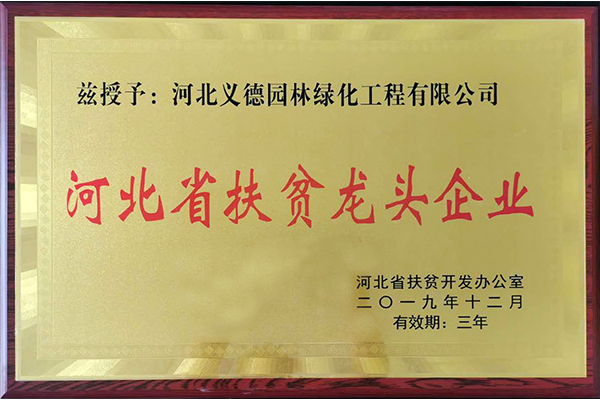 兹授予：河北义德园林绿化工程有限公司
河北省扶贫龙头企业
河北省扶贫开发办公室
二〇一九年十二月
有效期：三年